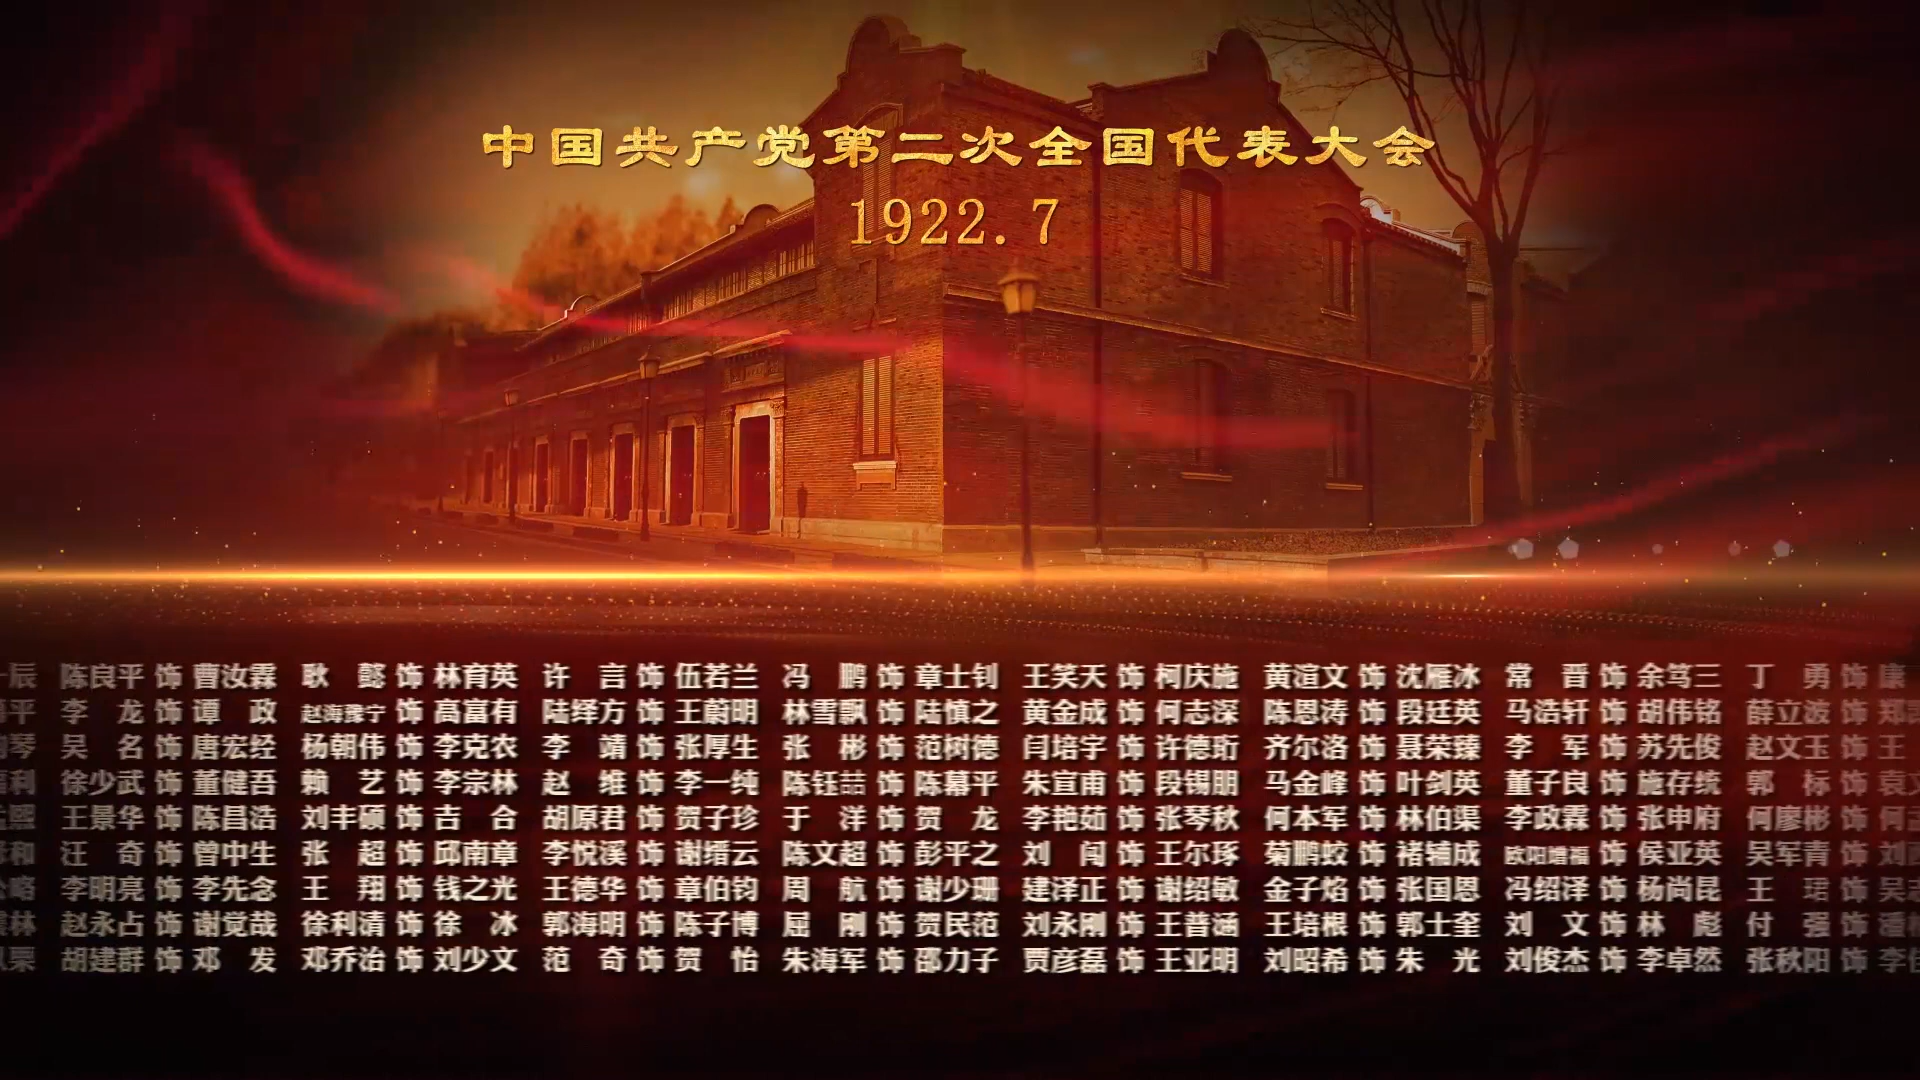 中国共产党第二次全国代表大会
1922.7
辰 陈良平 饰 曹汝霖 耿 懿 饰 林育英 许 言 饰 伍若兰 冯 鹏 饰 章士钊 王笑天 饰 柯庆施 黄渲文 饰 沈雁冰 常 晋 饰 余笃三 丁 勇 饰 康
平 李 龙 饰 谭 政 赵海豫宁 饰 高富有 陆绎方 饰 王蔚明 林雪飘 饰 陆慎之 黄金成 饰 何志深 陈恩涛 饰 段廷英 马浩轩 饰 胡伟铭 薛立波 饰 郑
琴 吴 名 饰 唐宏经 杨朝伟 饰 李克农 李 靖 饰 张厚生 张 彬 饰 范树德 闫培宇 饰 许德珩 齐尔洛 饰 聂荣臻 李 军 饰 苏先俊 赵文玉 饰 王
利 徐少武 饰 董健吾 赖 艺 饰 李宗林 赵 维 饰 李一纯 陈钰喆 饰 陈幕平 朱宣甫 饰 段锡朋 马金峰 饰 叶剑英 董子良 饰 施存统 郭 标 饰 袁文
熙 王景华 饰 陈昌浩 刘丰硕 饰 吉 合 胡原君 饰 贺子珍 于 洋 饰 贺 龙 李艳茹 饰 张琴秋 何本军 饰 林伯渠 李政霖 饰 张申府 何廖彬 饰 何孟
和 汪 奇 饰 曾中生 张 超 饰 邱南章 李悦溪 饰 谢缙云 陈文超 饰 彭平之 刘 闯 饰 王尔琢 菊鹏蛟 饰 褚辅成 欧阳增福 饰 侯亚英 吴军青 饰 刘
略 李明亮 饰 李先念 王 翔 饰 钱之光 王德华 饰 章伯钧 周 航 饰 谢少珊 建泽正 饰 谢绍敏 金子焰 饰 张国恩 冯绍泽 饰 杨尚昆 王 珺 饰 吴志
林 赵永占 饰 谢觉哉 徐利清 饰 徐 冰 郭海明 饰 陈子博 屈 刚 饰 贺民范 刘永刚 饰 王普涵 王培根 饰 郭士奎 刘 文 饰 林 彪 付 强 饰 潘
栗 胡建群 饰 邓 发 邓乔治 饰 刘少文 范 奇 饰 贺 怡 朱海军 饰 邵力子 贾彦磊 饰 王亚明 刘昭希 饰 朱 光 刘俊杰 饰 李卓然 张秋阳 饰 李